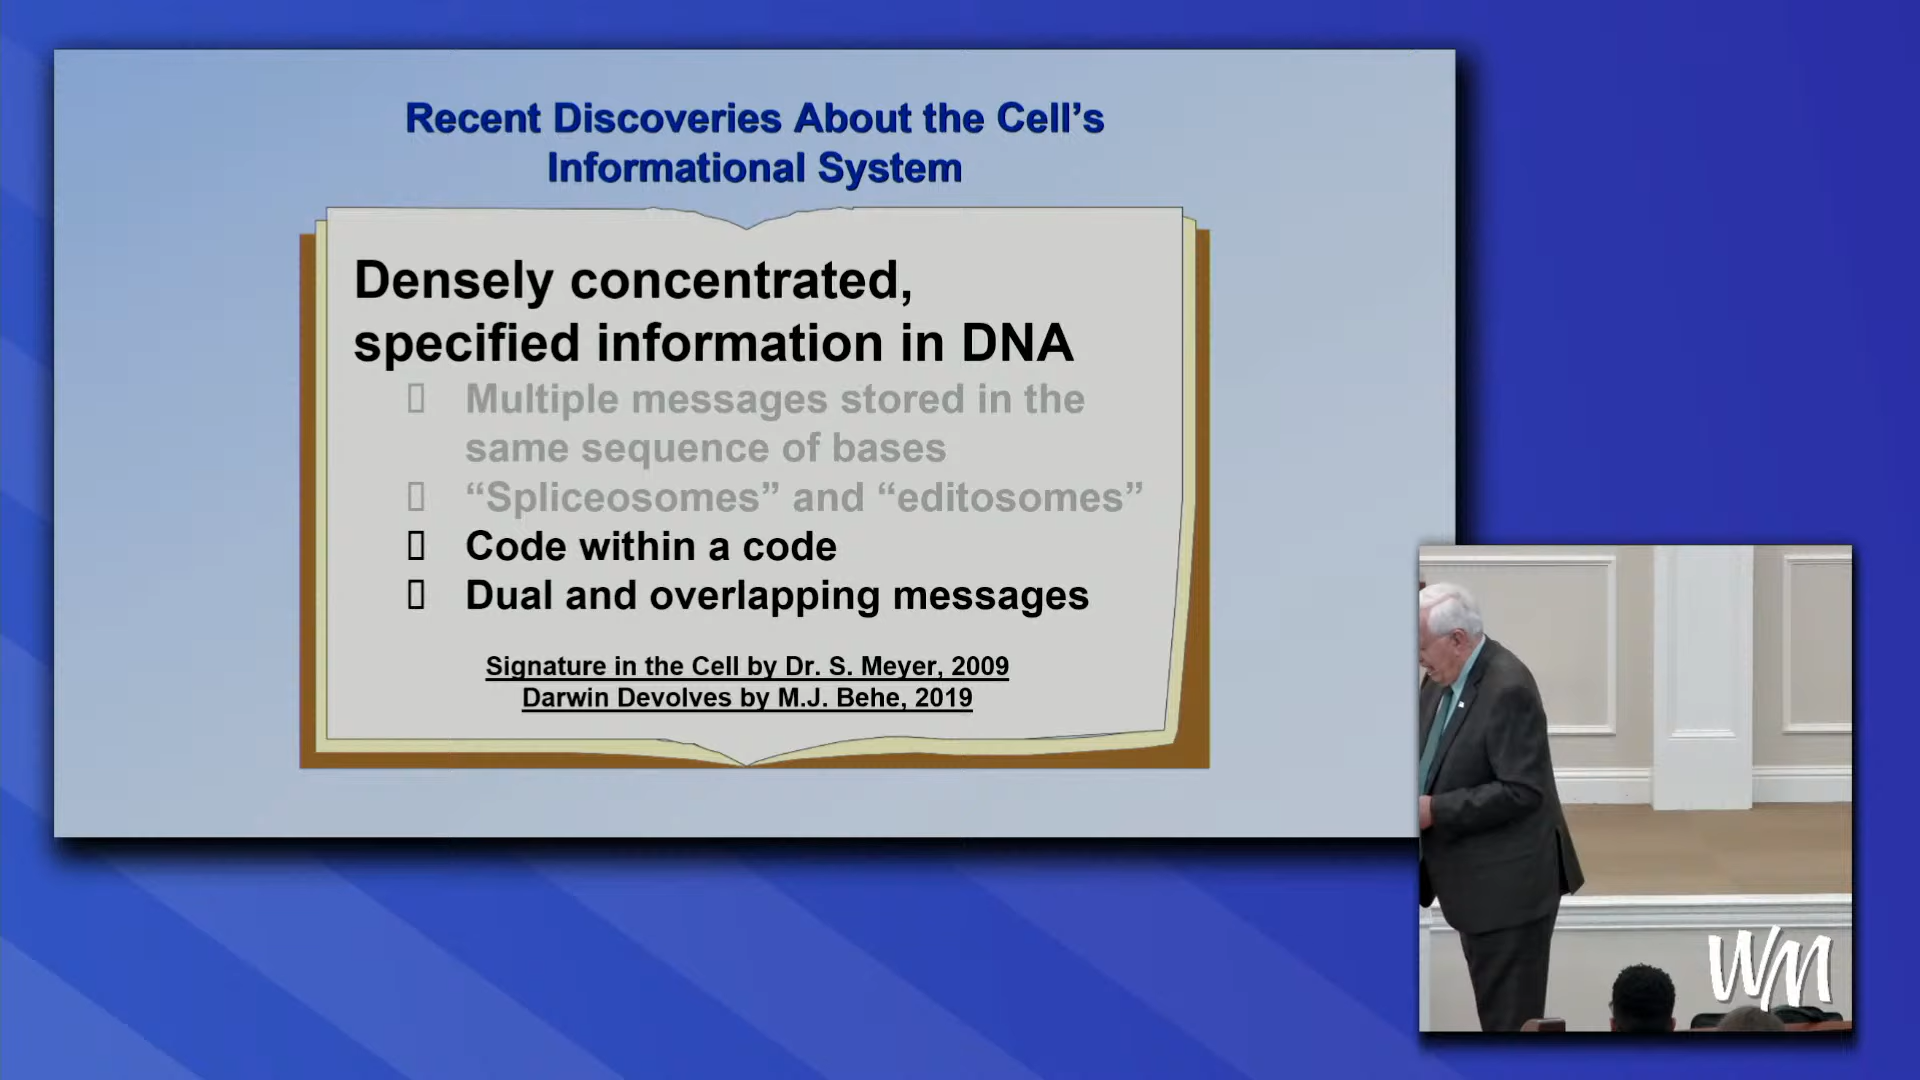 Recent Discoveries About the Cell’s
Informational System
Densely concentrated,
specified information in DNA
Multiple messages stored in the
same sequence of bases
“Spliceosomes” and “editosomes”
Code within a code
Dual and overlapping messages
Signature in the Cell by Dr. S. Meyer, 2009
Darwin Devolves by M.J. Behe, 2019
WM